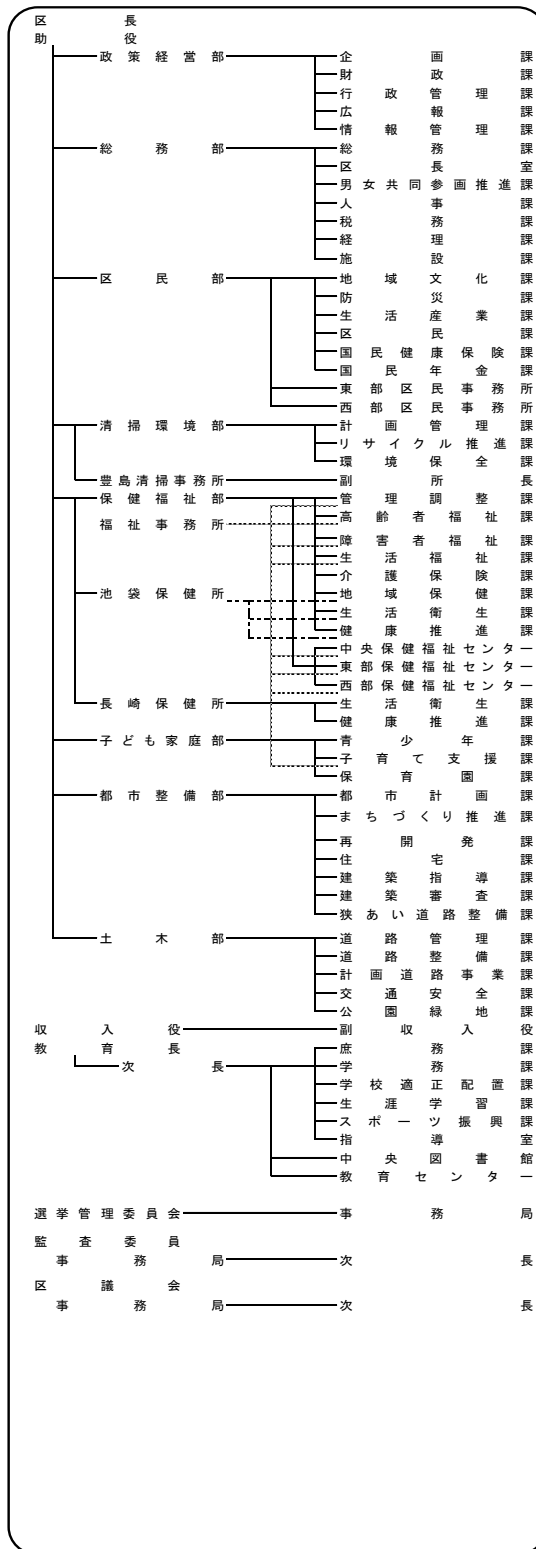 区長
助役
政策経営部 企画課
財政課
行政管理課
広報課
情報管理課
総務部 総務課
区長室
男女共同参画推進課
人事課
税務課
経理課
施設課
区民部 地域文化課
防災課
生活産業課
区民課
国民健康保険課
国民年金課
東部区民事務所
西部区民事務所
清掃環境部 計画管理課
リサイクル推進課
環境保全課
豊島清掃事務所 副所長
保健福祉部 管理調整課
福祉事務所 高齢者福祉課
障害者福祉課
生活福祉課
介護保険課
池袋保健所 地域保健課
生活衛生課
健康推進課
中央保健福祉センター
東部保健福祉センター
西部保健福祉センター
長崎保健所 生活衛生課
健康推進課
子ども家庭部 青少年課
子育て支援課
保育園課
都市整備部 都市計画課
まちづくり推進課
再開発課
住宅課
建築指導課
建築審査課
狭あい道路整備課
土木部 道路管理課
道路整備課
計画道路事業課
交通安全課
公園緑地課
収入役 副収入役
教育長 庶務課
次長 学務課
学校適正配置課
生涯学習課
スポーツ振興課
指導室
中央図書館
教育センター
選挙管理委員会 事務局
監査委員
事務局 次長
区議会
事務局 次長